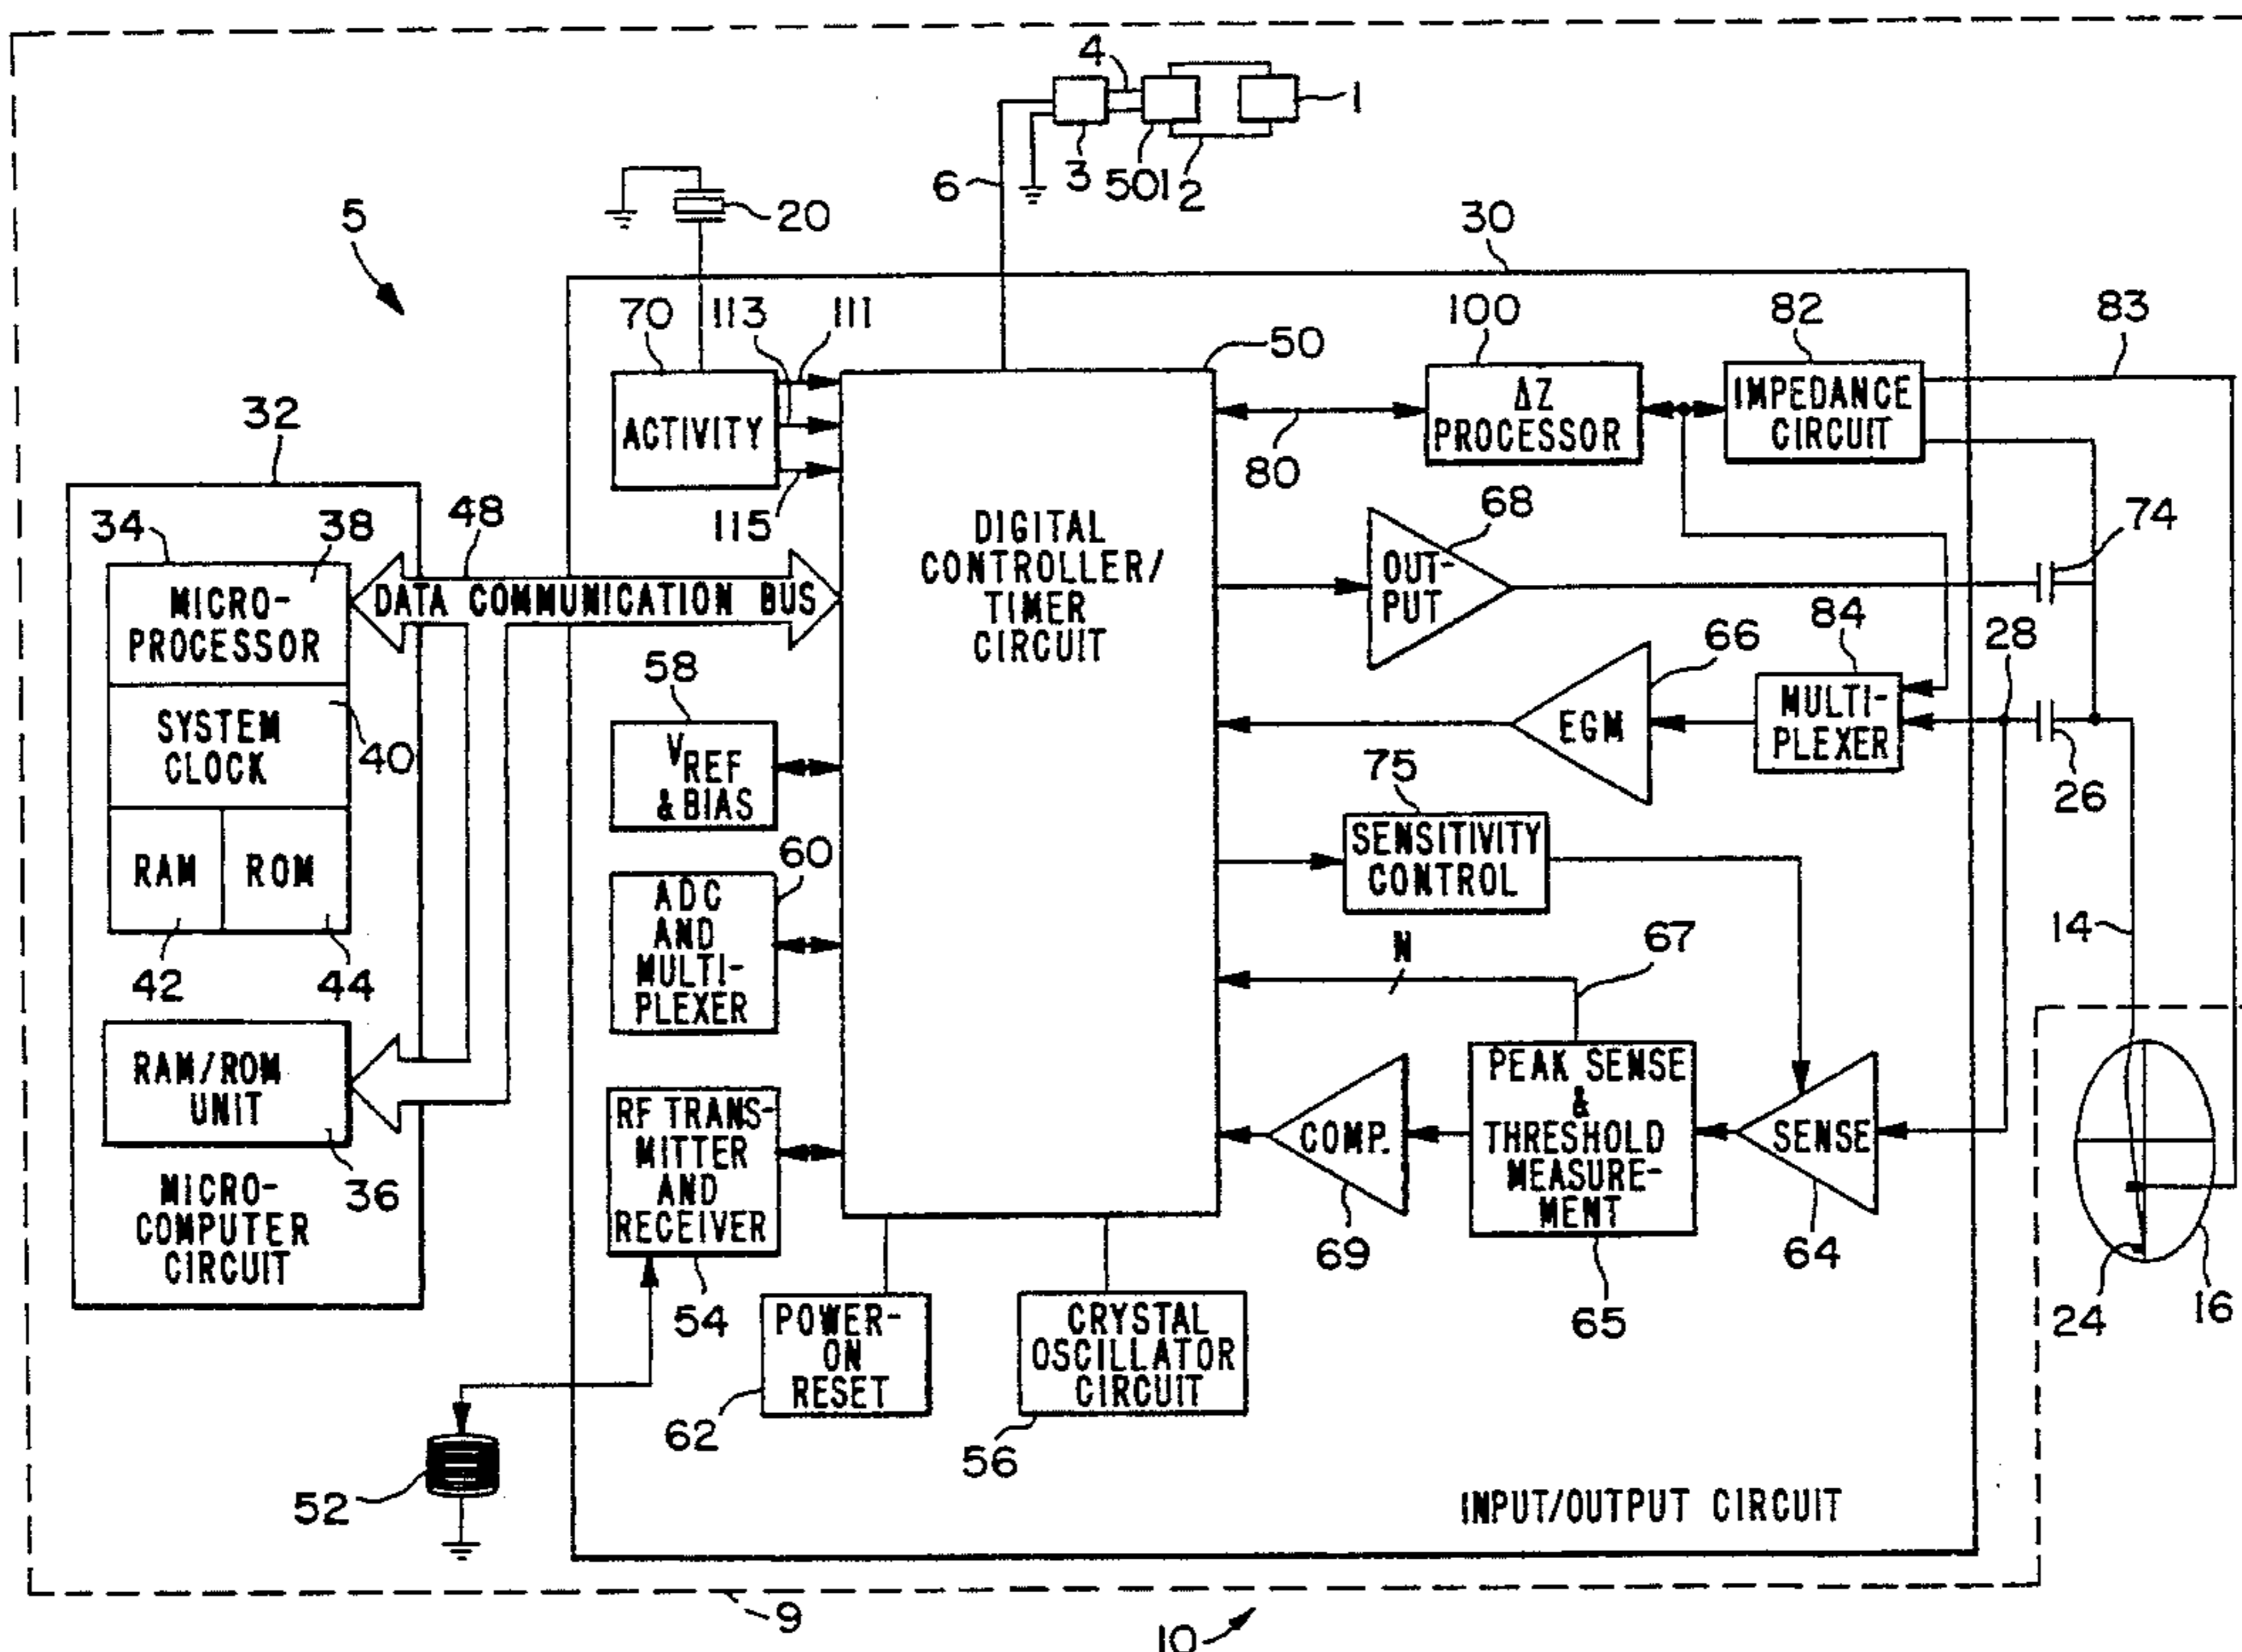 4
1
3
501
2
6
20
5
30
70
113
111
50
100
82
83
ACTIVITY
ΔZ
PROCESSOR
IMPEDANCE
CIRCUIT
80
115
32
34
38
48
68
74
MICRO-
PROCESSOR
DATA COMMUNICATION BUS
DIGITAL
CONTROLLER/
TIMER
CIRCUIT
OUT-
PUT
84
28
66
58
SYSTEM
CLOCK
40
VREF
& BIAS
EGM
MULTI-
PLEXER
26
75
60
RAM
ROM
42
44
ADC
AND
MULTI-
PLEXER
SENSITIVITY
CONTROL
N
67
14
RAM/ROM
UNIT
36
MICRO-
COMPUTER
CIRCUIT
RF TRANS-
MITTER
AND
RECEIVER
COMP.
PEAK SENSE
&
THRESHOLD
MEASURE-
MENT
SENSE
69
65
64
24
16
54
POWER-
ON
RESET
62
CRYSTAL
OSCILLATOR
CIRCUIT
56
52
INPUT/OUTPUT CIRCUIT
9
10